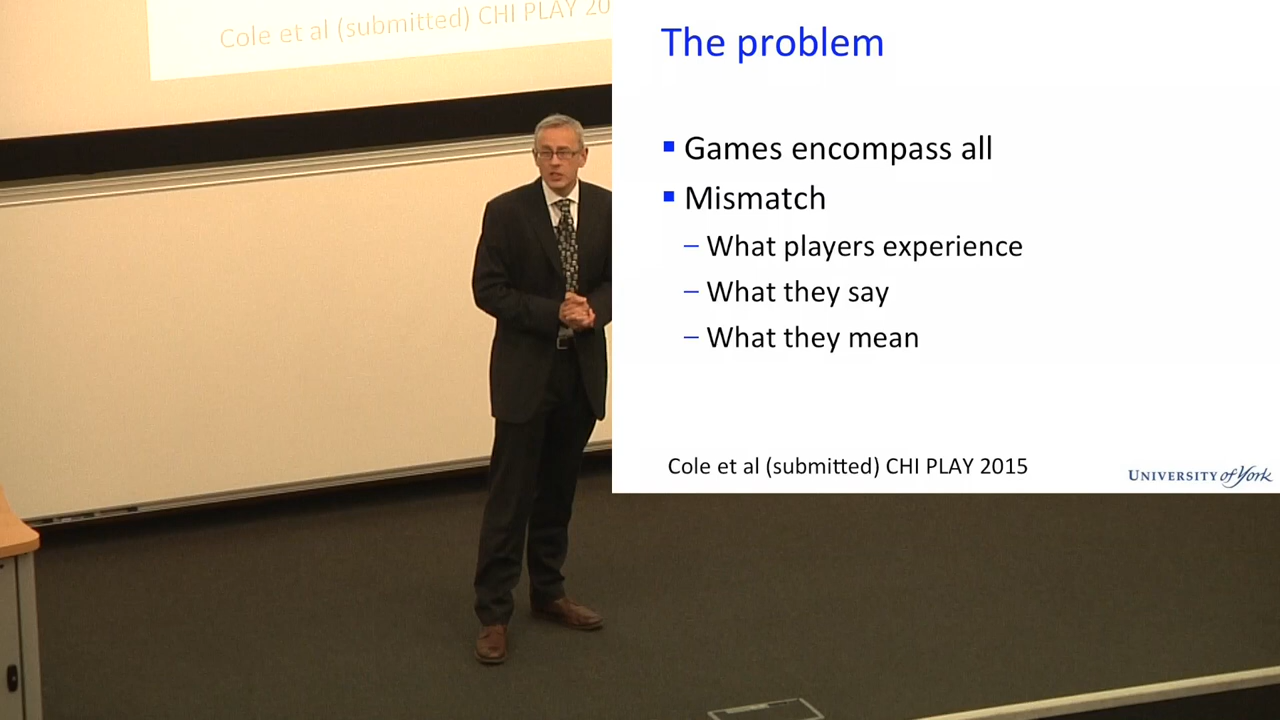 Cole et al (submitted) CHI PLAY 20
The problem
Games encompass all
Mismatch
– What players experience
– What they say
– What they mean
Cole et al (submitted) CHI PLAY 2015
UNIVERSITY of York